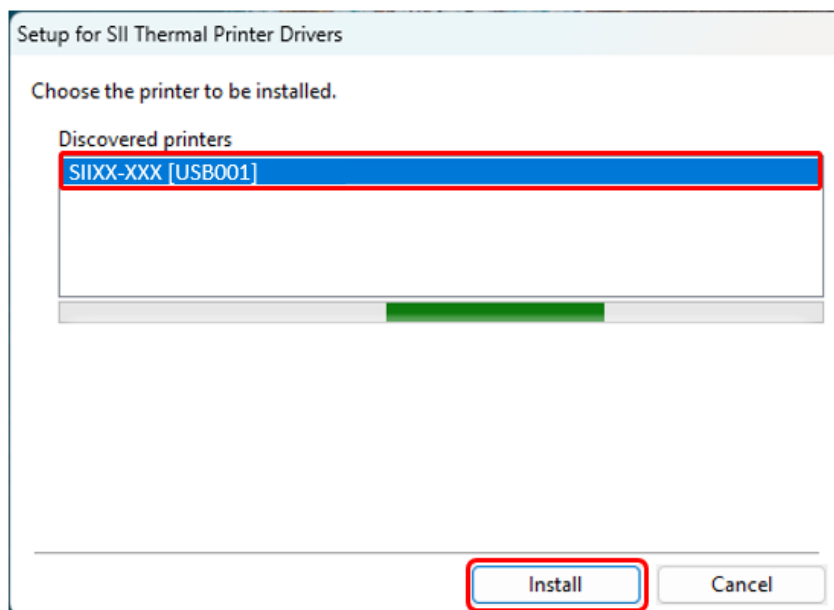 Setup for SII Thermal Printer Drivers
Choose the printer to be installed.
Discovered printers
SIIXX-XXX [USB001]
Install Cancel